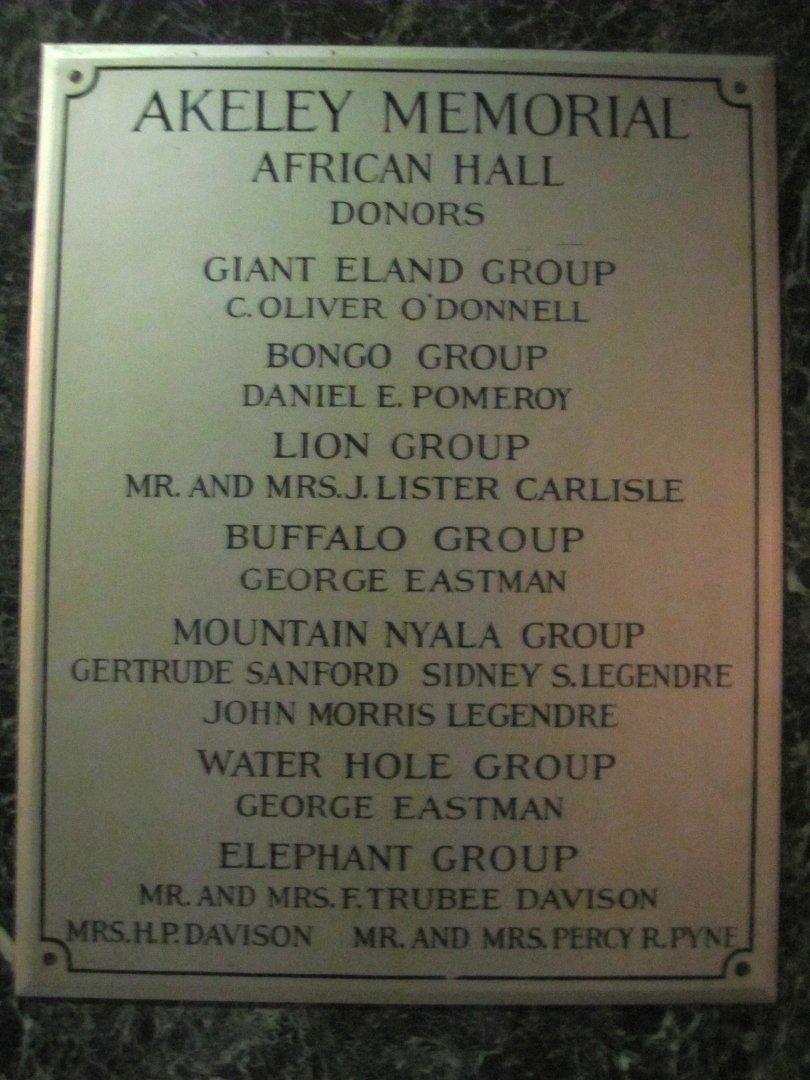 AKELEY MEMORIAL
AFRICAN HALL
DONORS
GIANT ELAND GROUP
C. OLIVER O'DONNELL
BONGO GROUP
DANIEL E. POMEROY
LION GROUP
MR. AND MRS. J. LISTER CARLISLE
BUFFALO GROUP
GEORGE EASTMAN
MOUNTAIN NYALA GROUP
GERTRUDE SANFORD SIDNEY S. LEGENDRE
JOHN MORRIS LEGENDRE
WATER HOLE GROUP
GEORGE EASTMAN
ELEPHANT GROUP
MR. AND MRS. F. TRUBEE DAVISON
MRS. H. P. DAVISON MR. AND MRS. PERCY R. PYNE